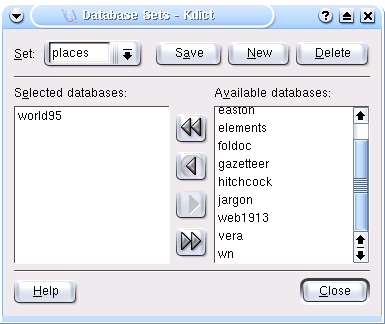 Database Sets - Kdict
Set: places Save New Delete
Selected databases: Available databases:
world95
easton
elements
foldoc
gazetteer
hitchcock
jargon
web1913
vera
wn
Help Close